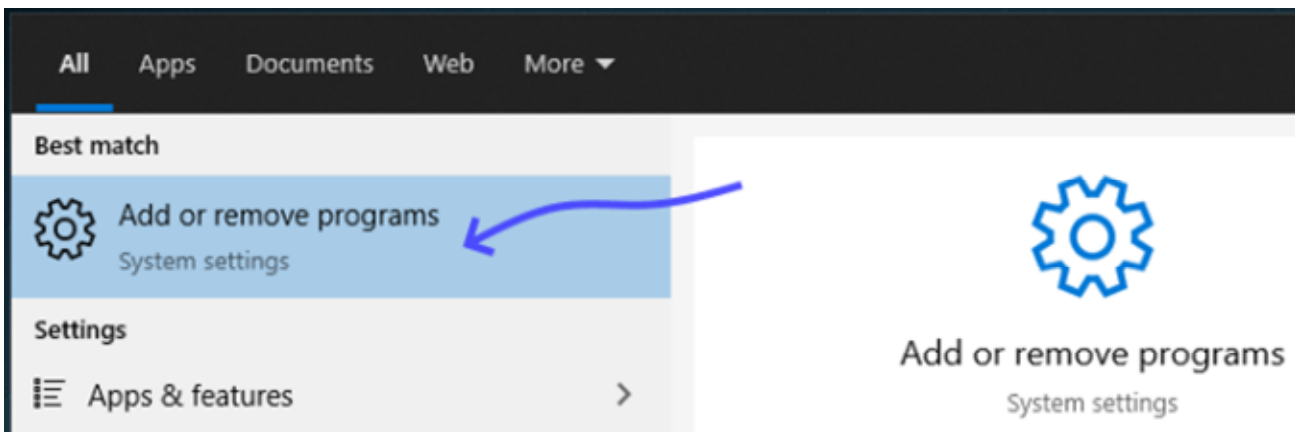 All Apps Documents Web More
Best match
Add or remove programs
System settings
Settings
Apps & features
Add or remove programs
System settings